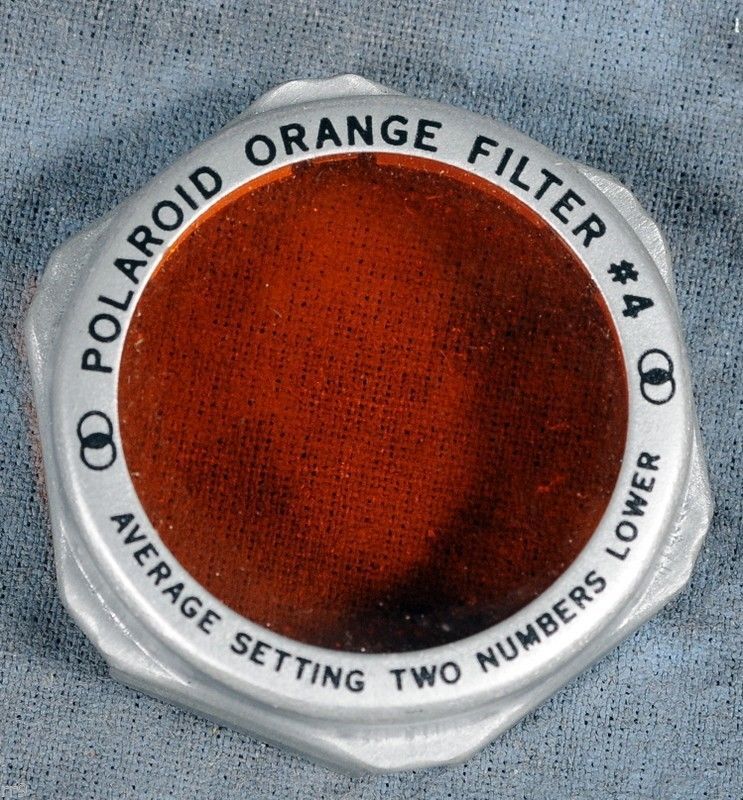 POLAROID ORANGE FILTER #4
AVERAGE SETTING TWO NUMBERS LOWER